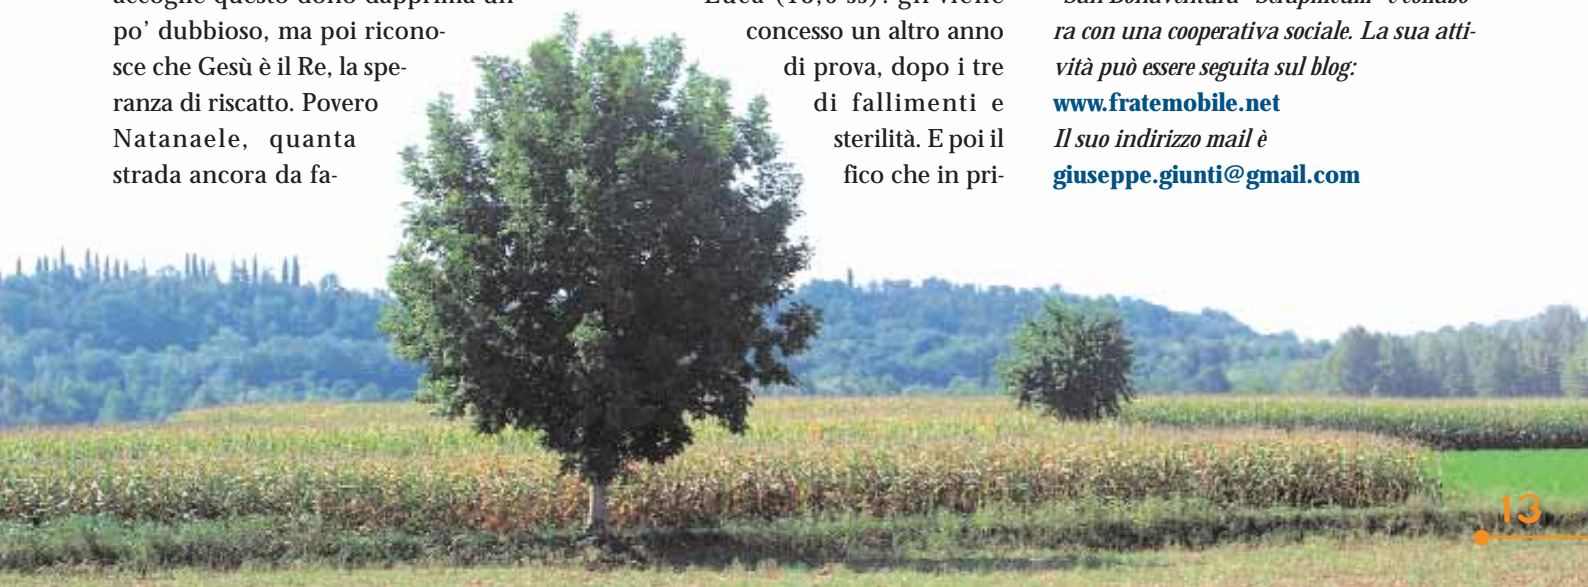 po' dubbioso, ma poi ricono-
sce che Gesù è il Re, la spe-
ranza di riscatto. Povero
Natanaele, quanta
strada ancora da fa-
concesso un altro anno
di prova, dopo i tre
di fallimenti e
sterilità. E poi il
fico che in pri-
ra con una cooperativa sociale. La sua atti-
vità può essere seguita sul blog:
www.fratemobile.net
Il suo indirizzo mail è
giuseppe.giunti@gmail.com
13